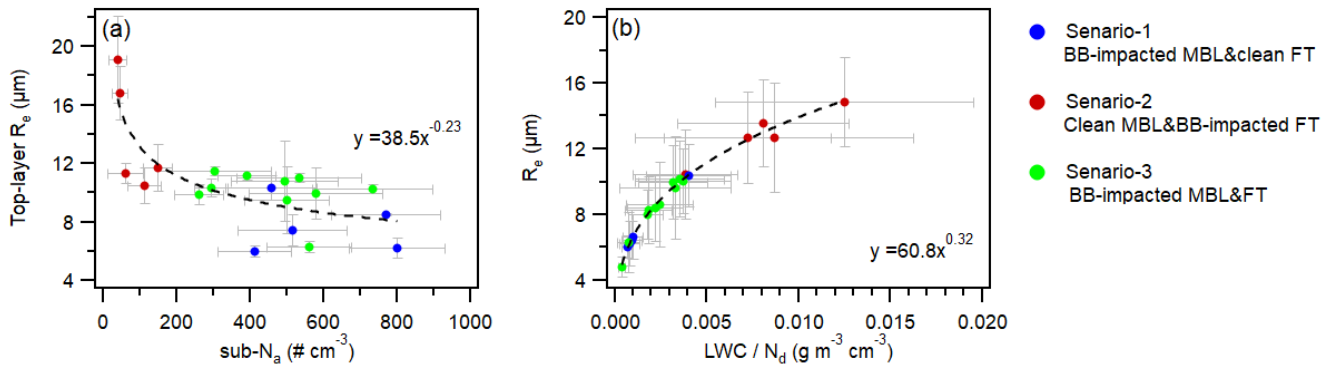 (a)
Top-layer Re (µm)
20
16
12
8
4
y =38.5x-0.23
0 200 400 600 800 1000
sub-Na (# cm-3)
(b)
Re (µm)
20
16
12
8
4
y =60.8x0.32
0.000 0.005 0.010 0.015 0.020
LWC / Nd (g m-3 cm-3)
Senario-1
BB-impacted MBL&clean FT
Senario-2
Clean MBL&BB-impacted FT
Senario-3
BB-impacted MBL&FT